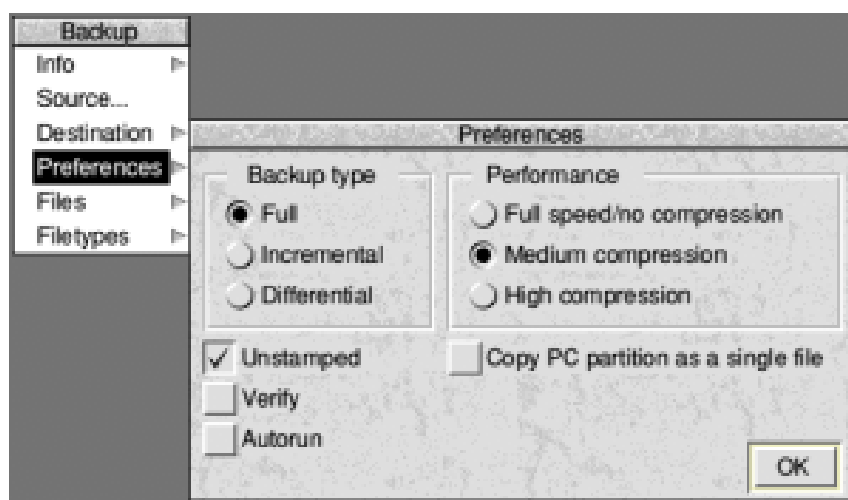 Backup
Info
Source...
Destination
Preferences
Files
Filetypes
Preferences
Backup type
Full
Incremental
Differential
Performance
Full speed/no compression
Medium compression
High compression
Unstamped
Verify
Autorun
Copy PC partition as a single file
OK